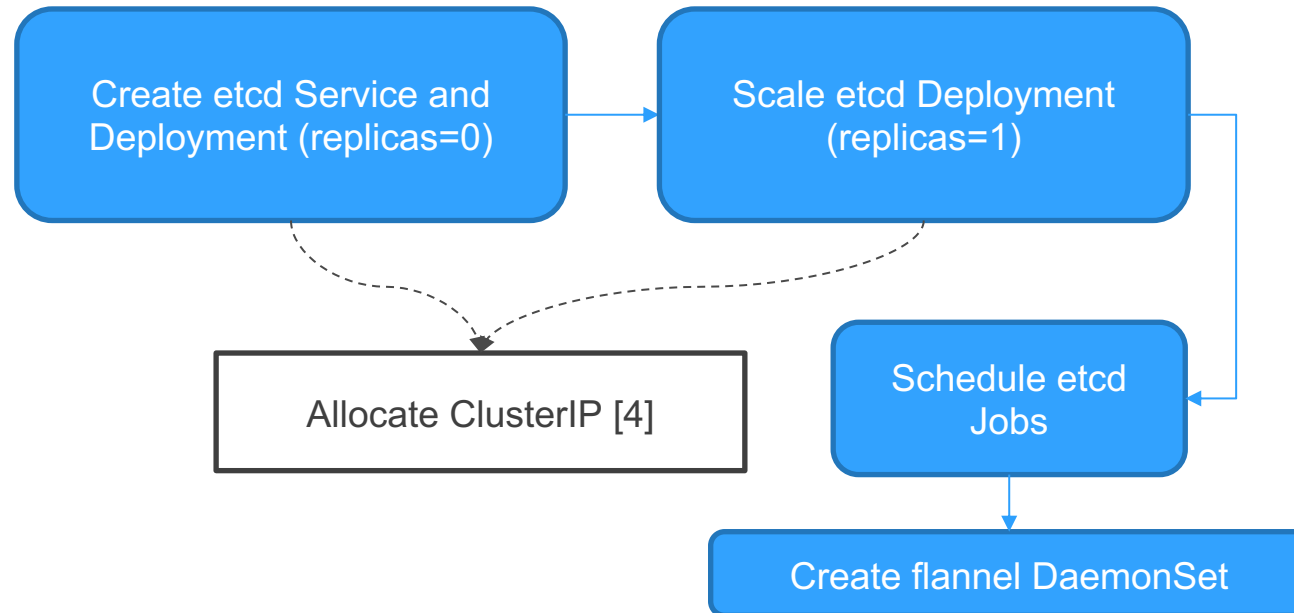 Create etcd Service and
Deployment (replicas=0)
Scale etcd Deployment
(replicas=1)
Allocate ClusterIP [4]
Schedule etcd
Jobs
Create flannel DaemonSet